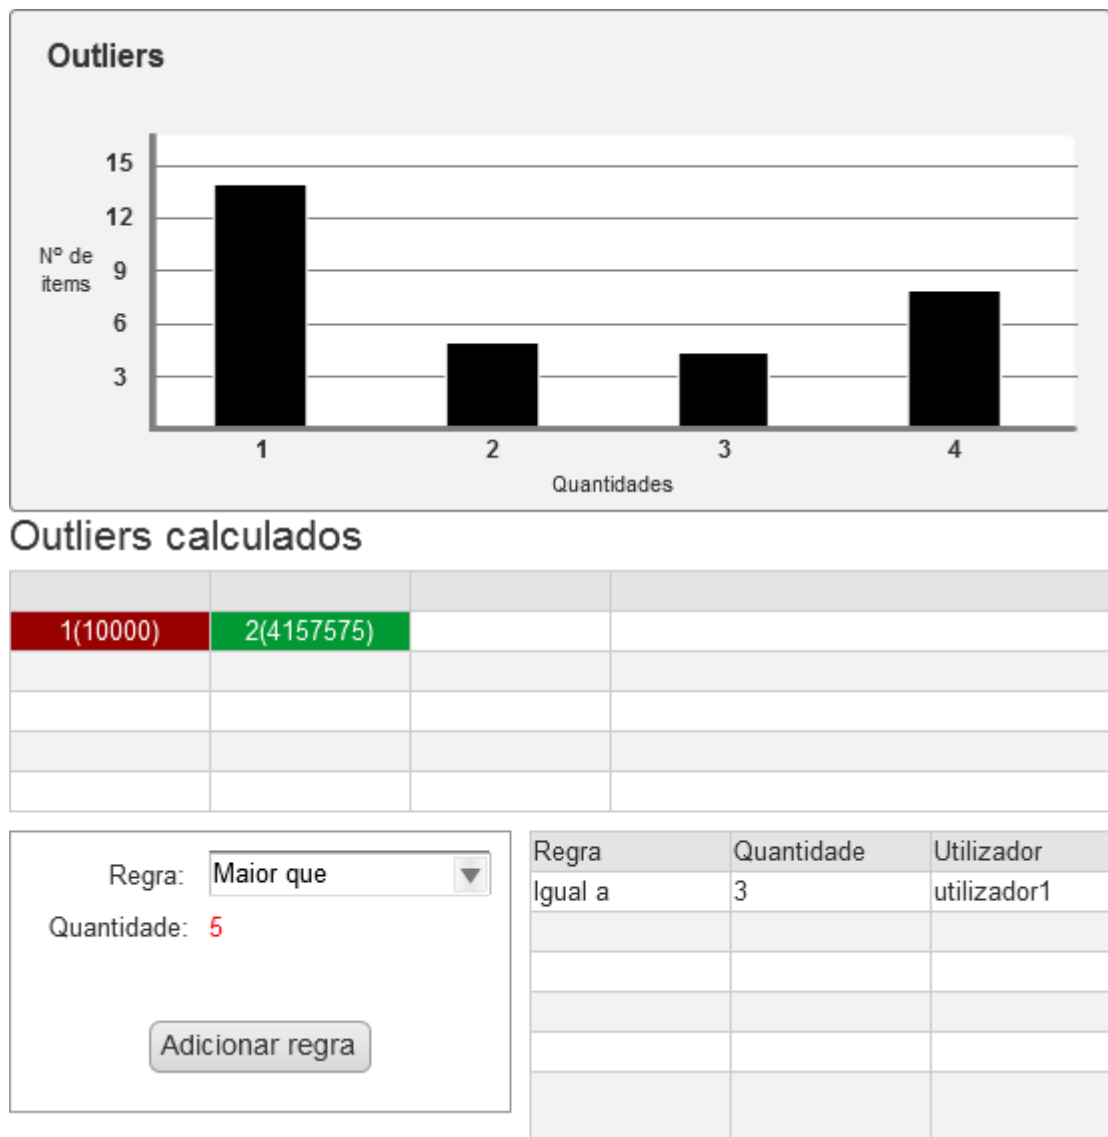 Outliers
15
12
Nº de
items
9
6
3
1 2 3 4
Quantidades
Outliers calculados
1(10000) 2(4157575)
Regra: Maior que
Quantidade: 5
Adicionar regra
Regra Quantidade Utilizador
Igual a 3 utilizador1